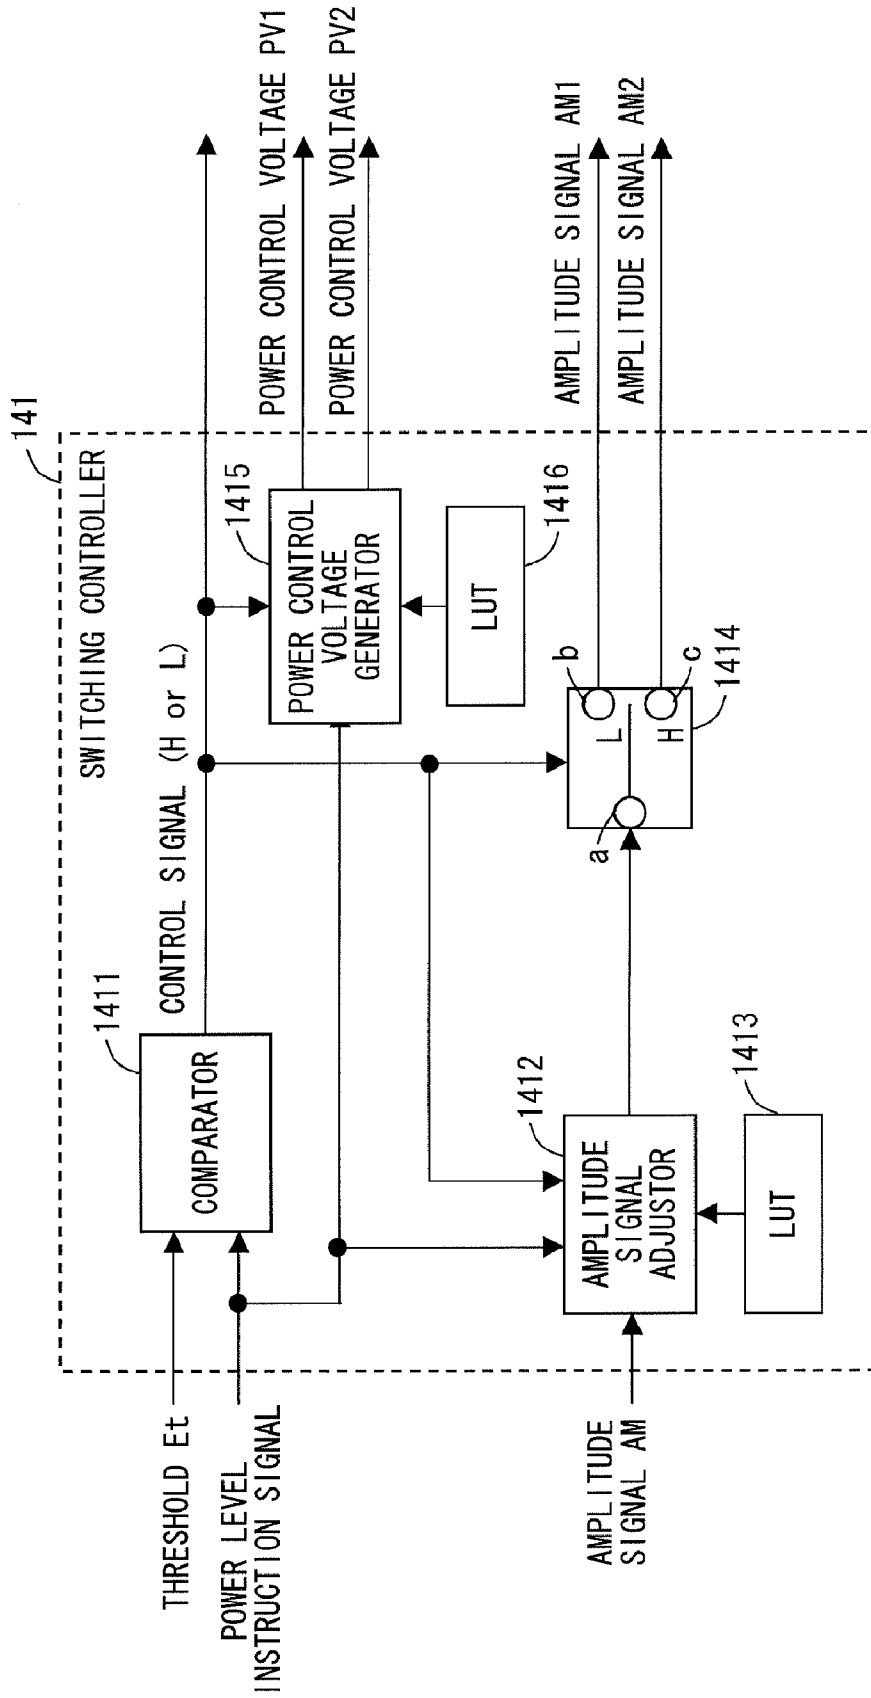 141
SWITCHING CONTROLLER
THRESHOLD Et
POWER LEVEL
INSTRUCTION SIGNAL
1411
COMPARATOR
CONTROL SIGNAL (H or L)
1415
POWER CONTROL
VOLTAGE
GENERATOR
POWER CONTROL VOLTAGE PV1
POWER CONTROL VOLTAGE PV2
LUT
1416
AMPLITUDE
SIGNAL AM
1412
AMPLITUDE
SIGNAL
ADJUSTOR
LUT
1413
a
L
b
H
c
1414
AMPLITUDE SIGNAL AM1
AMPLITUDE SIGNAL AM2